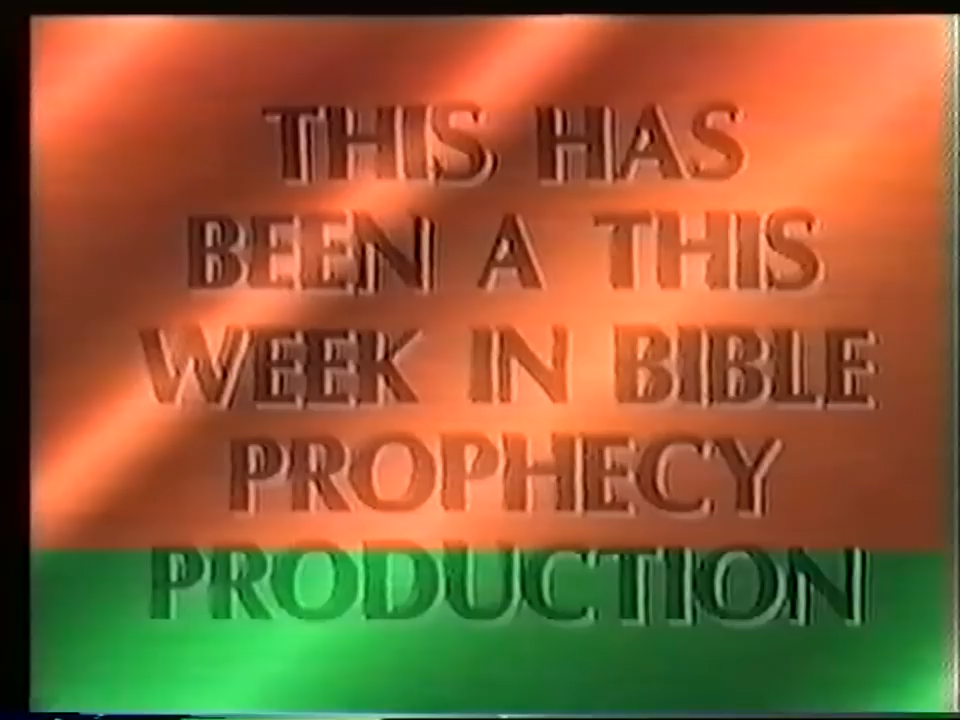 THIS HAS
BEEN A THIS
WEEK IN BIBLE
PROPHECY
PRODUCTION